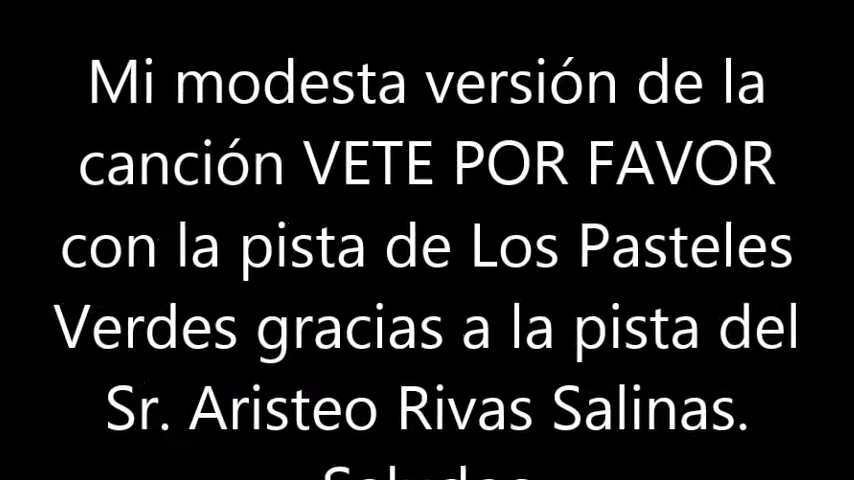 Mi modesta versión de la
canción VETE POR FAVOR
con la pista de Los Pasteles
Verdes gracias a la pista del
Sr. Aristeo Rivas Salinas.
Saludos